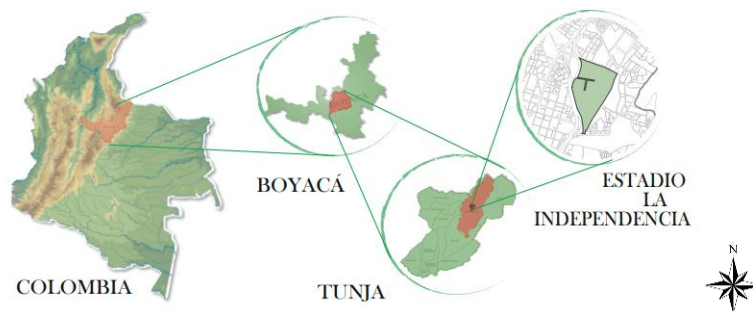 COLOMBIA
BOYACÁ
TUNJA
ESTADIO
LA
INDEPENDENCIA
N